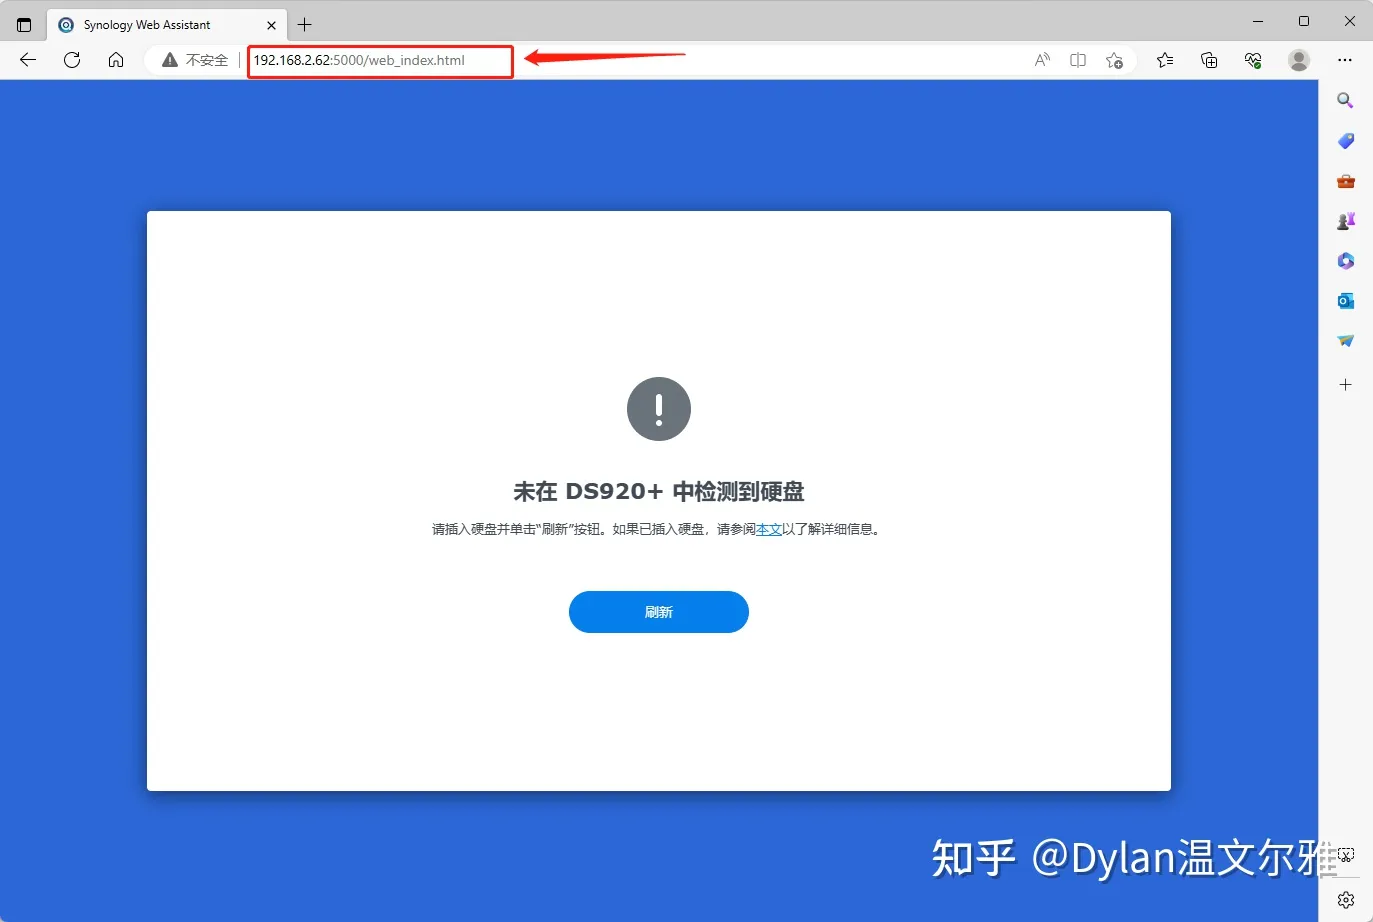 Synology Web Assistant
不安全
192.168.2.62:5000/web_index.html
未在 DS920+ 中检测到硬盘
请插入硬盘并单击“刷新”按钮。如果已插入硬盘，请参阅本文以了解详细信息。
刷新
知乎 @Dylan温文尔雅